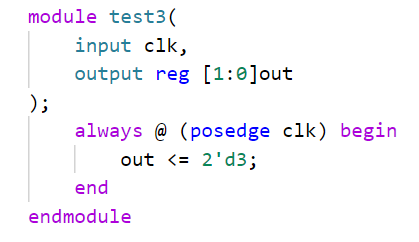 module test3(
    input clk,
    output reg [1:0]out
);
    always @ (posedge clk) begin
        out <= 2'd3;
    end
endmodule